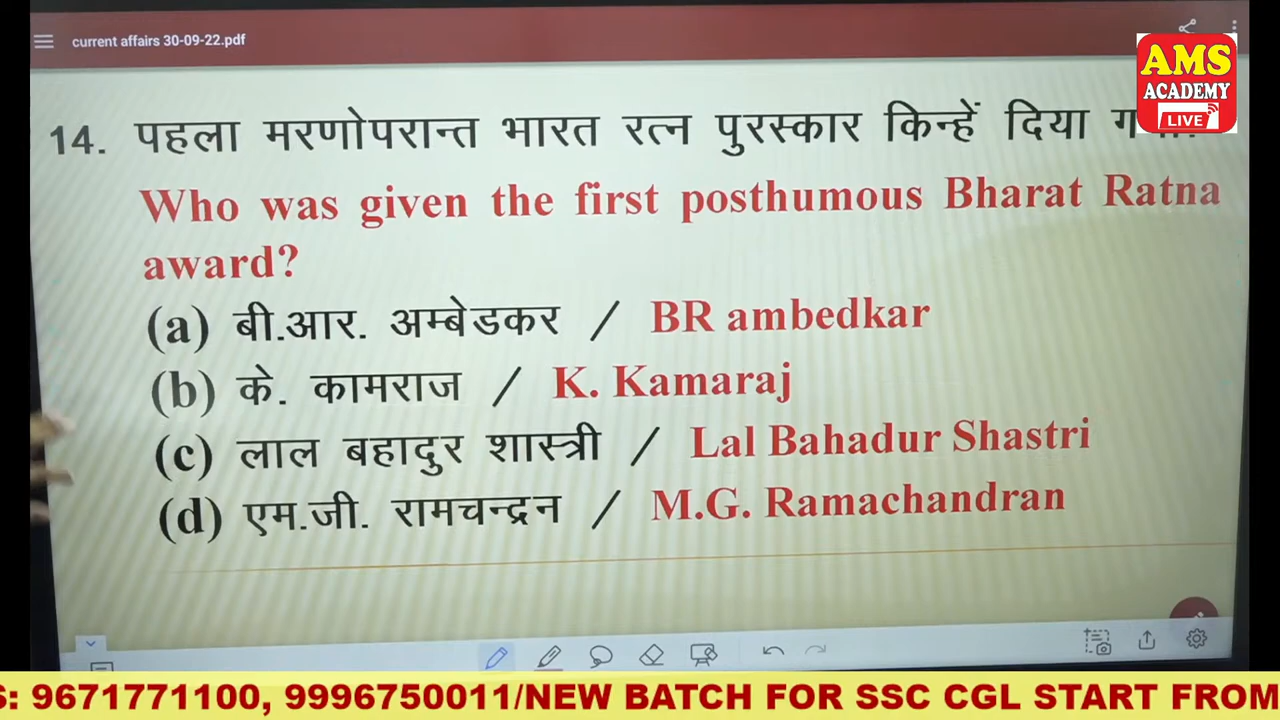 current affairs 30-09-22.pdf
AMS
ACADEMY
LIVE
14. पहला मरणोपरान्त भारत रत्न पुरस्कार किन्हें दिया
Who was given the first posthumous Bharat Ratna
award?
(a) बी.आर. अम्बेडकर / BR ambedkar
(b) के. कामराज / K. Kamaraj
(c) लाल बहादुर शास्त्री / Lal Bahadur Shastri
(d) एम.जी. रामचन्द्रन / M.G. Ramachandran
S: 9671771100, 9996750011/NEW BATCH FOR SSC CGL START FROM